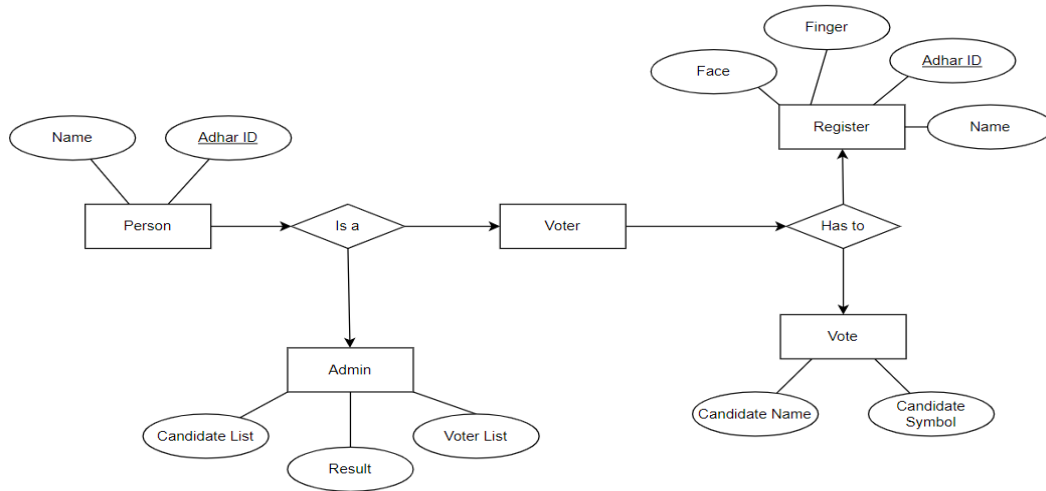 Finger
Face
Adhar ID
Register
Name
Name
Adhar ID
Person
Is a
Voter
Has to
Vote
Admin
Candidate Name
Candidate
Symbol
Candidate List
Voter List
Result